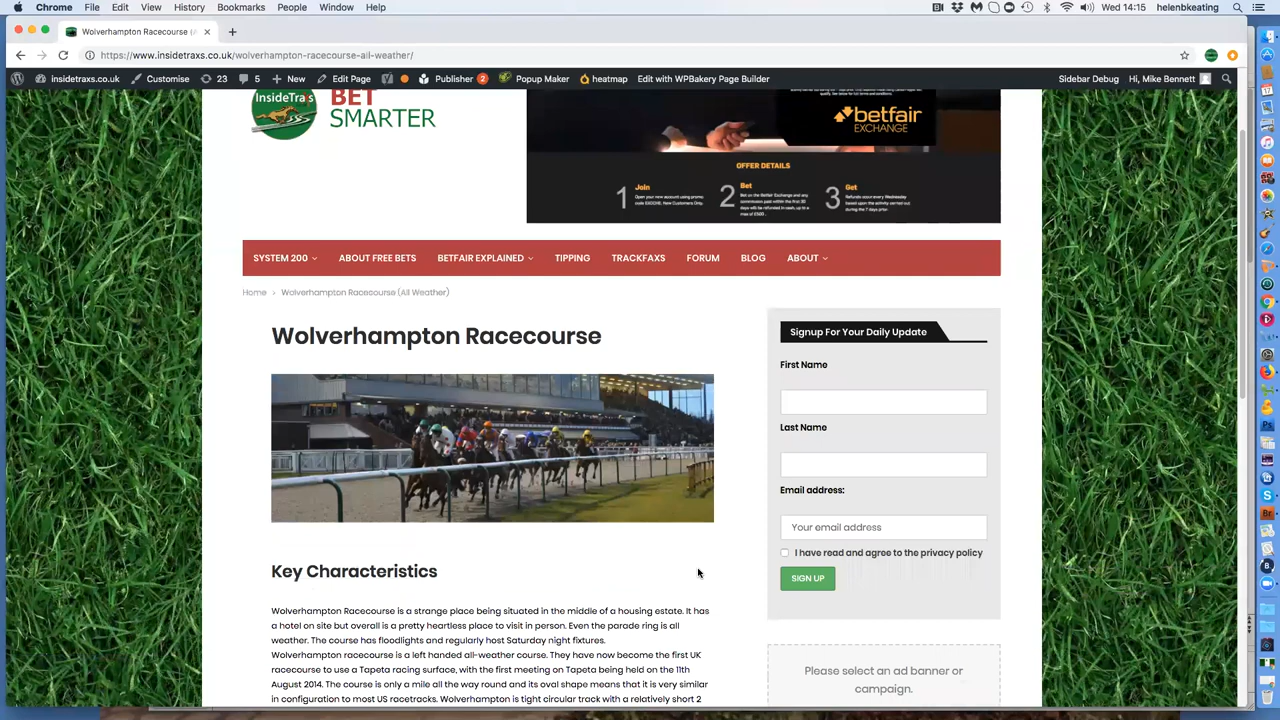 Chrome File Edit View History Bookmarks People Window Help Wed 14:15 helenbkeating
Wolverhampton Racecourse (A
https://www.insidetraxs.co.uk/wolverhampton-racecourse-all-weather/
insidetraxs.co.uk Customise 23 5 New Edit Page Publisher 2 Popup Maker heatmap Edit with WPBakery Page Builder Sidebar Debug Hi, Mike Bennett
InsideTraxs BET
SMARTER
betfair
EXCHANGE
OFFER DETAILS
1 Join
2 Bet
3 Get
SYSTEM 200 ABOUT FREE BETS BETFAIR EXPLAINED TIPPING TRACKFAXS FORUM BLOG ABOUT
Home › Wolverhampton Racecourse (All Weather)
Wolverhampton Racecourse
Key Characteristics
Wolverhampton Racecourse is a strange place being situated in the middle of a housing estate. It has
a hotel on site but overall is a pretty heartless place to visit in person. Even the parade ring is all
weather. The course has floodlights and regularly host Saturday night fixtures.
Wolverhampton racecourse is a left handed all-weather course. They have now become the first UK
racecourse to use a Tapeta racing surface, with the first meeting on Tapeta being held on the 11th
August 2014. The course is only a mile all the way round and its oval shape means that it is very similar
in configuration to most US racetracks. Wolverhampton is tight circular track with a relatively short 2
Signup For Your Daily Update
First Name
Last Name
Email address:
Your email address
I have read and agree to the privacy policy
SIGN UP
Please select an ad banner or
campaign.